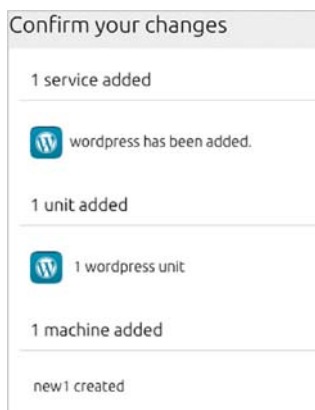 Confirm your changes
1 service added
wordpress has been added.
1 unit added
1 wordpress unit
1 machine added
new1 created